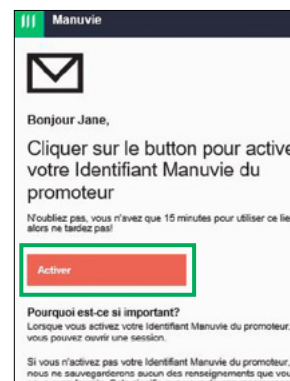 Manuvie
Bonjour Jane,
Cliquer sur le button pour active
votre Identifiant Manuvie du
promoteur
N'oubliez pas, vous n'avez que 15 minutes pour utiliser ce lie
alors ne tardez pas!
Activer
Pourquoi est-ce si important?
Lorsque vous activez votre Identifiant Manuvie du promoteur,
vous pouvez ouvrir une session.
Si vous n'activez pas votre Identifiant Manuvie du promoteur,
nous ne sauvegarderons aucun des renseignements que vou